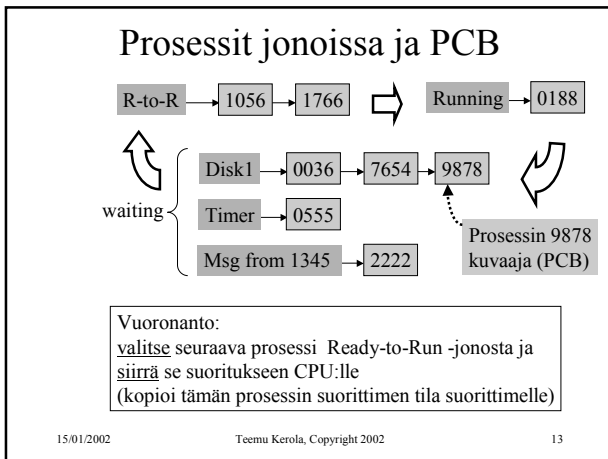 Prosessit jonoissa ja PCB
R-to-R 1056 1766 Running 0188
Disk1 0036 7654 9878
waiting
Timer 0555
Prosessin 9878
kuvaaja (PCB)
Msg from 1345 2222
Vuoronanto:
valitse seuraava prosessi Ready-to-Run -jonosta ja
siirrä se suoritukseen CPU:lle
(kopioi tämän prosessin suorittimen tila suorittimelle)
15/01/2002 Teemu Kerola, Copyright 2002 13